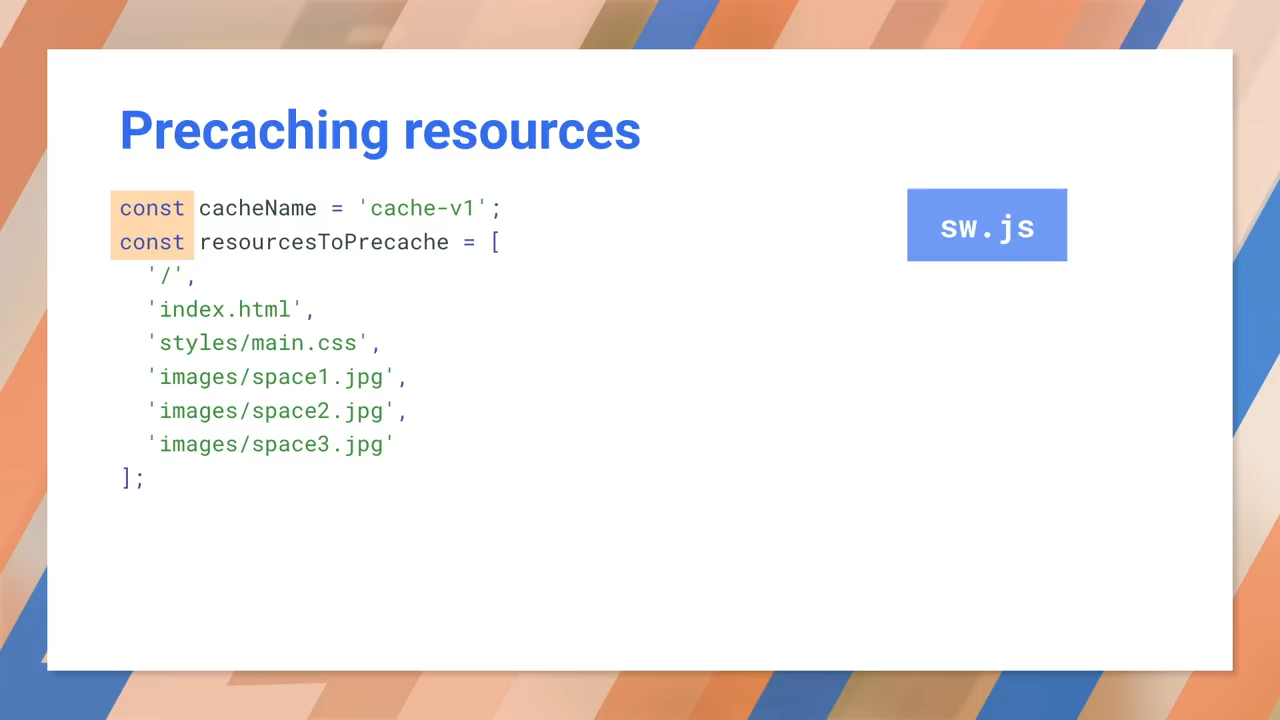 Precaching resources
const cacheName = 'cache-v1';
const resourcesToPrecache = [
'/',
'index.html',
'styles/main.css',
'images/space1.jpg',
'images/space2.jpg',
'images/space3.jpg'
];
sw.js